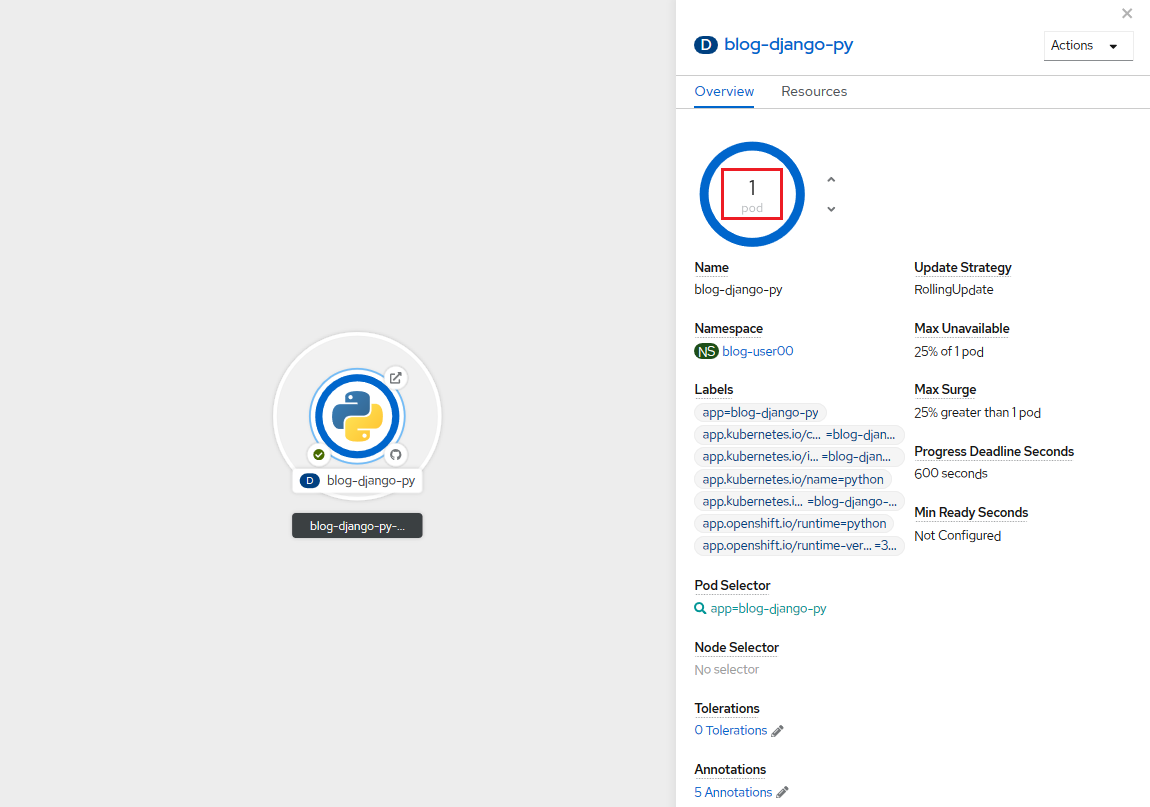 D blog-django-py
Actions
Overview Resources
1
pod
Name
blog-django-py
Update Strategy
RollingUpdate
Namespace
NS blog-user00
Max Unavailable
25% of 1 pod
Labels
app=blog-django-py
app.kubernetes.io/c... =blog-djan...
app.kubernetes.io/i... =blog-djan...
app.kubernetes.io/name=python
app.kubernetes.i... =blog-django-...
app.openshift.io/runtime=python
app.openshift.io/runtime-ver... =3...
Max Surge
25% greater than 1 pod
Progress Deadline Seconds
600 seconds
Min Ready Seconds
Not Configured
Pod Selector
app=blog-django-py
Node Selector
No selector
Tolerations
0 Tolerations
Annotations
5 Annotations
D blog-django-py
blog-django-py-...